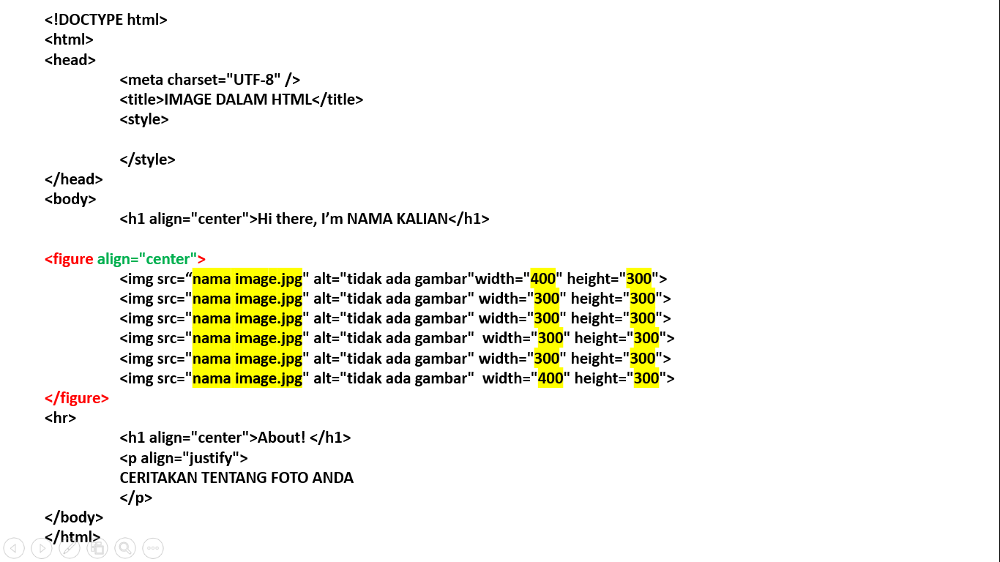 <!DOCTYPE html>
<html>
<head>
<meta charset="UTF-8" />
<title>IMAGE DALAM HTML</title>
<style>
</style>
</head>
<body>
<h1 align="center">Hi there, I’m NAMA KALIAN</h1>
<figure align="center">
<img src=“nama image.jpg" alt="tidak ada gambar"width="400" height="300">
<img src="nama image.jpg" alt="tidak ada gambar" width="300" height="300">
<img src="nama image.jpg" alt="tidak ada gambar" width="300" height="300">
<img src="nama image.jpg" alt="tidak ada gambar"  width="300" height="300">
<img src="nama image.jpg" alt="tidak ada gambar" width="300" height="300">
<img src="nama image.jpg" alt="tidak ada gambar"  width="400" height="300">
</figure>
<hr>
<h1 align="center">About! </h1>
<p align="justify">
CERITAKAN TENTANG FOTO ANDA
</p>
</body>
</html>